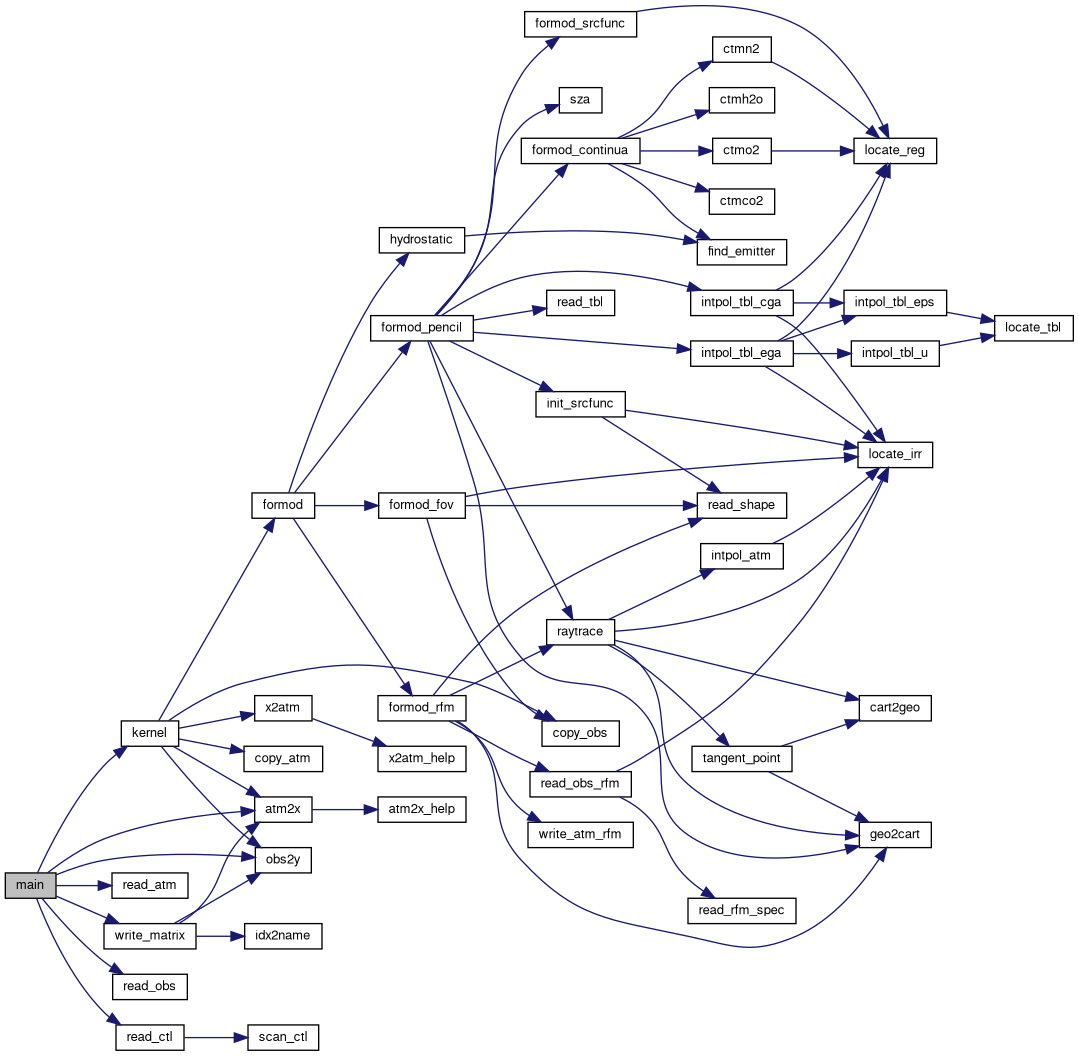 formod_srcfunc
ctmn2
sza
ctmh2o
formod_continua
ctmo2
locate_reg
ctmco2
hydrostatic
find_emitter
read_tbl
intpol_tbl_cga
intpol_tbl_eps
formod_pencil
locate_tbl
intpol_tbl_ega
intpol_tbl_u
init_srcfunc
locate_irr
formod
formod_fov
read_shape
intpol_atm
raytrace
x2atm
formod_rfm
cart2geo
kernel
copy_obs
copy_atm
x2atm_help
tangent_point
read_obs_rfm
atm2x
atm2x_help
write_atm_rfm
geo2cart
obs2y
main
read_atm
read_rfm_spec
write_matrix
idx2name
read_obs
read_ctl
scan_ctl